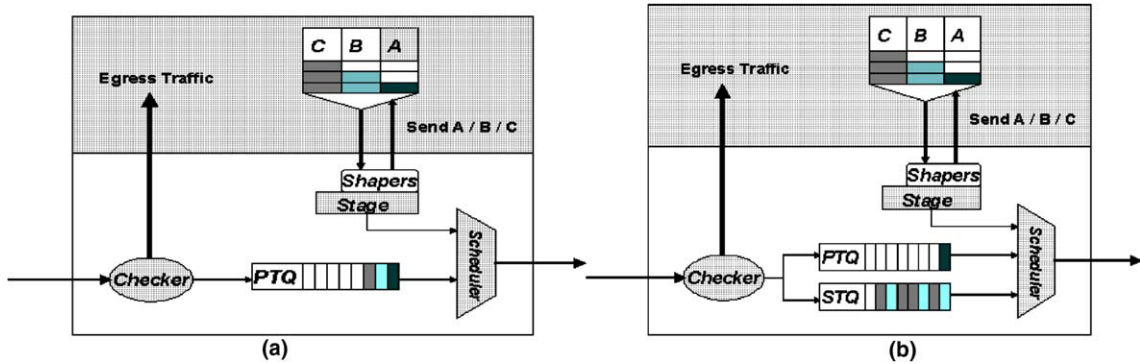 C B A
Egress Traffic
Send A / B / C
Shapers
Stage
Scheduler
Checker
PTQ
(a)
C B A
Egress Traffic
Send A / B / C
Shapers
Stage
Scheduler
PTQ
Checker
STQ
(b)